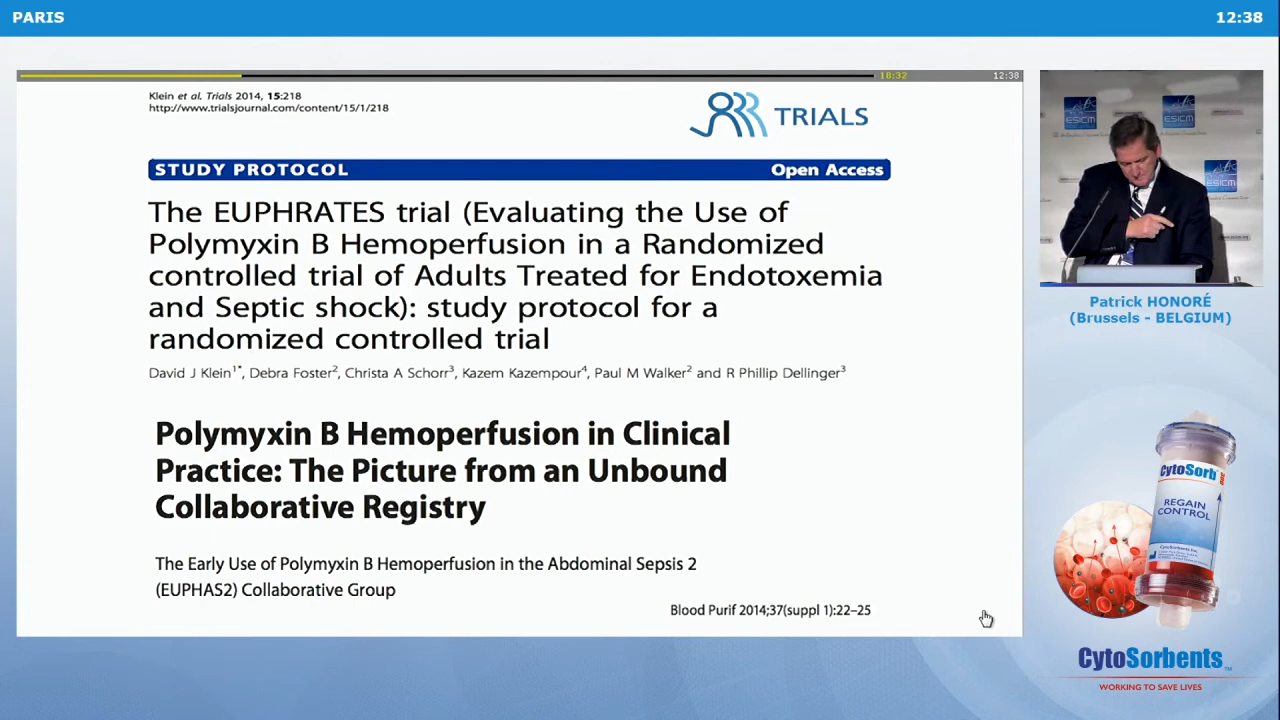 PARIS
12:38
18:32
12:38
Klein et al. Trials 2014, 15:218
http://www.trialsjournal.com/content/15/1/218
TRIALS
STUDY PROTOCOL
Open Access
The EUPHRATES trial (Evaluating the Use of
Polymyxin B Hemoperfusion in a Randomized
controlled trial of Adults Treated for Endotoxemia
and Septic shock): study protocol for a
randomized controlled trial
David J Klein1*, Debra Foster2, Christa A Schorr3, Kazem Kazempour4, Paul M Walker2 and R Phillip Dellinger3
Polymyxin B Hemoperfusion in Clinical
Practice: The Picture from an Unbound
Collaborative Registry
The Early Use of Polymyxin B Hemoperfusion in the Abdominal Sepsis 2
(EUPHAS2) Collaborative Group
Blood Purif 2014;37(suppl 1):22–25
ESICM
ESICM
ESICM
Patrick HONORÉ
(Brussels - BELGIUM)
CytoSorb
REGAIN
CONTROL
CytoSorbents
WORKING TO SAVE LIVES